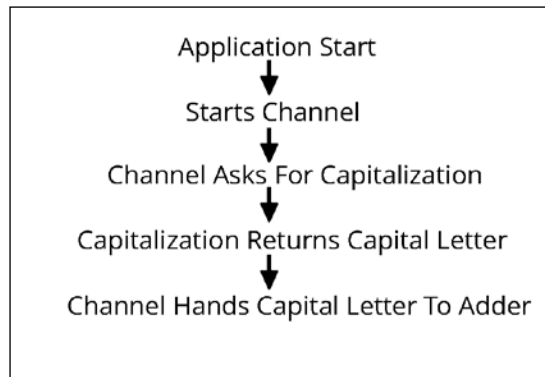 Application Start
Starts Channel
Channel Asks For Capitalization
Capitalization Returns Capital Letter
Channel Hands Capital Letter To Adder